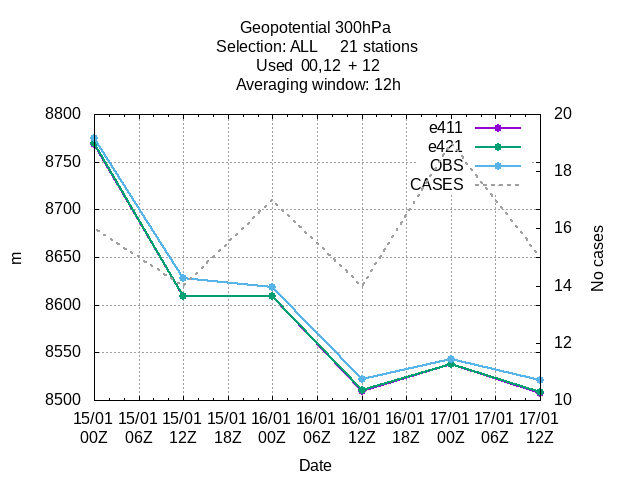 Geopotential 300hPa
Selection: ALL 21 stations
Used 00,12 + 12
Averaging window: 12h
8800
8750
8700
8650
8600
8550
8500
m
20
18
16
14
12
10
No cases
e411
e421
OBS
CASES
15/01 15/01 15/01 15/01 16/01 16/01 16/01 16/01 17/01 17/01 17/01
00Z 06Z 12Z 18Z 00Z 06Z 12Z 18Z 00Z 06Z 12Z
Date